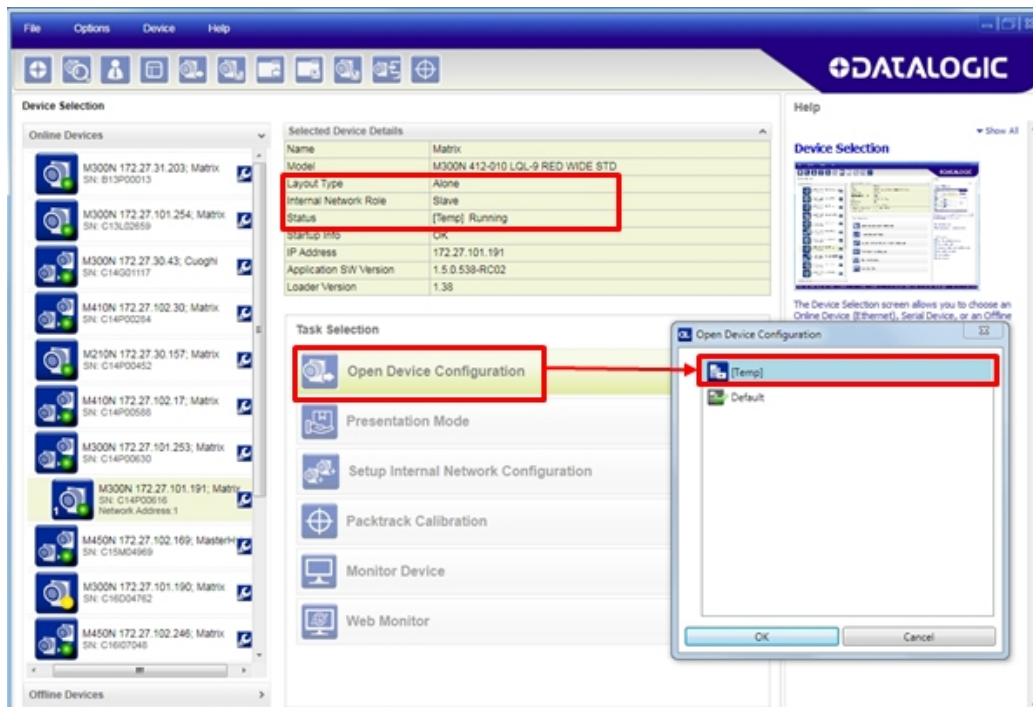 File Options Device Help
DATALOGIC
Device Selection
Online Devices
M300N 172.27.31.203; Matrix
SN: B13P00013
M300N 172.27.101.254; Matrix
SN: C13L02659
M300N 172.27.30.43; Cuoghi
SN: C14G01117
M410N 172.27.102.30; Matrix
SN: C14P00284
M210N 172.27.30.157; Matrix
SN: C14P00452
M410N 172.27.102.17; Matrix
SN: C14P00588
M300N 172.27.101.253; Matrix
SN: C14P00630
M300N 172.27.101.191; Matrix
SN: C14P00616
Network Address:1
1
M450N 172.27.102.169; MasterH
SN: C15M04969
M300N 172.27.101.190; Matrix
SN: C16D04762
M450N 172.27.102.246; Matrix
SN: C16I07048
Offline Devices
Selected Device Details
Name Matrix
Model M300N 412-010 LQL-9 RED WIDE STD
Layout Type Alone
Internal Network Role Slave
Status [Temp] Running
Startup Info OK
IP Address 172.27.101.191
Application SW Version 1.5.0.538-RC02
Loader Version 1.38
Task Selection
Open Device Configuration
Presentation Mode
Setup Internal Network Configuration
Packtrack Calibration
Monitor Device
Web Monitor
Help
Show All
Device Selection
The Device Selection screen allows you to choose an
Online Device (Ethernet), Serial Device, or an Offline
Open Device Configuration
[Temp]
Default
OK Cancel